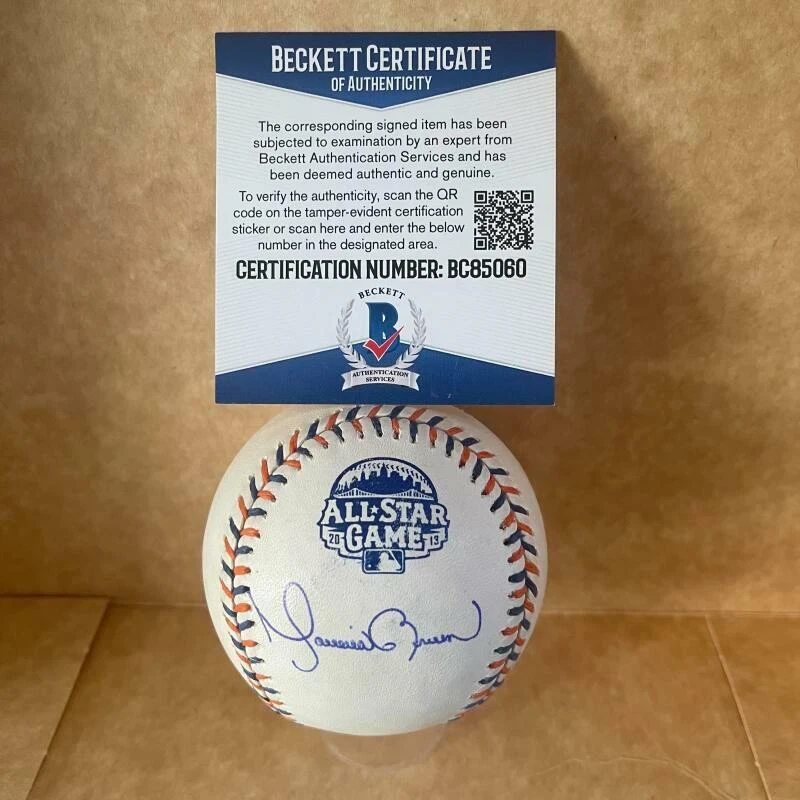 BECKETT CERTIFICATE
OF AUTHENTICITY
The corresponding signed item has been
subjected to examination by an expert from
Beckett Authentication Services and has
been deemed authentic and genuine.
To verify the authenticity, scan the QR
code on the tamper-evident certification
sticker or scan here and enter the below
number in the designated area.
CERTIFICATION NUMBER: BC85060
BECKETT
B
AUTHENTICATION
SERVICES
ALL★STAR
20 GAME 13